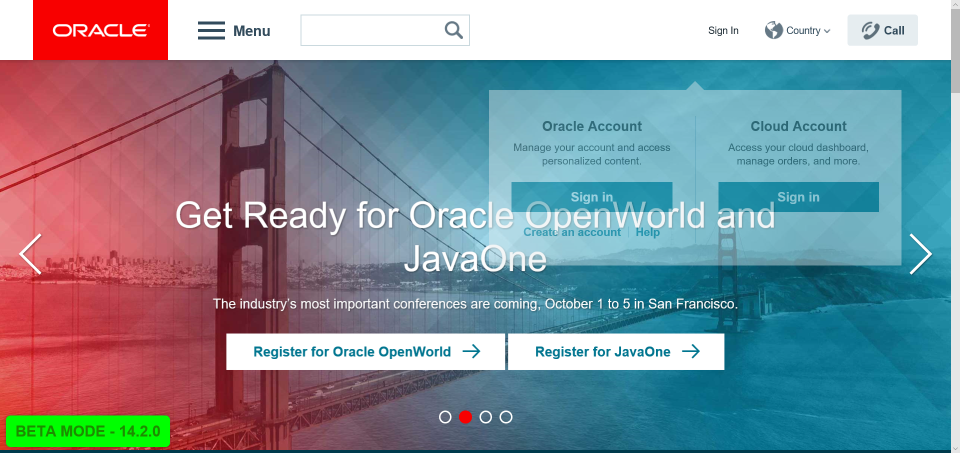 ORACLE
Menu
Sign In
Country
Call
Oracle Account
Cloud Account
Manage your account and access
personalized content.
Access your cloud dashboard,
manage orders, and more.
Sign in
Sign in
Get Ready for Oracle OpenWorld and
JavaOne
Create an account
Help
The industry's most important conferences are coming, October 1 to 5 in San Francisco.
Register for Oracle OpenWorld
Register for JavaOne
BETA MODE - 14.2.0